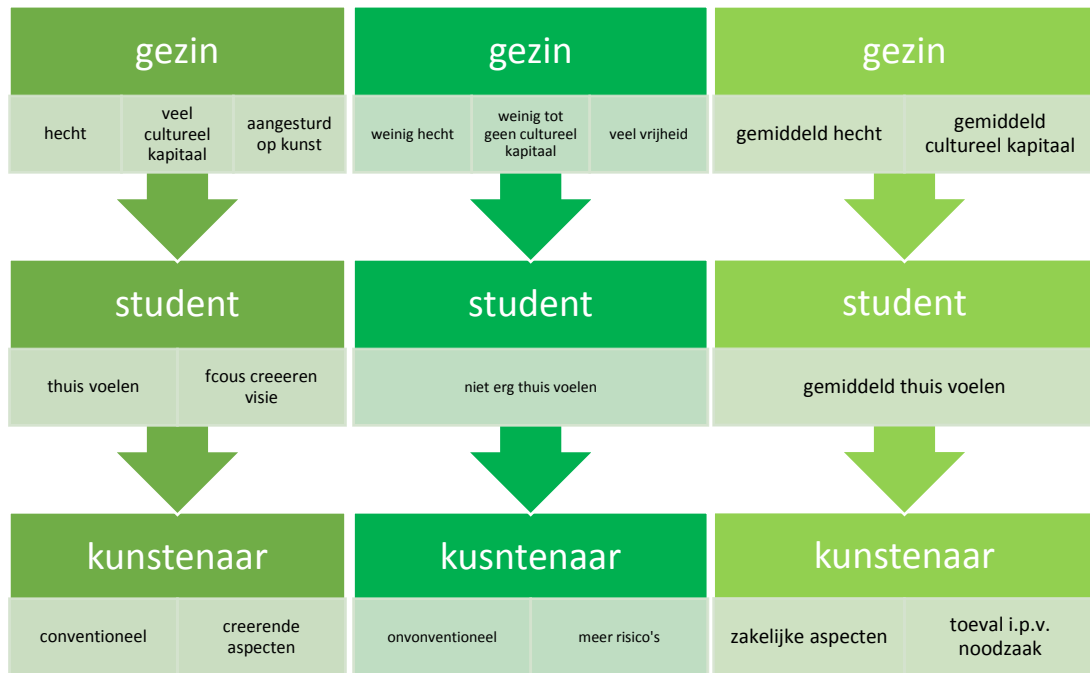 gezin
hecht
veel
cultureel
kapitaal
aangesturd
op kunst
student
thuis voelen
fcous creeeren
visie
kunstenaar
conventioneel
creerende
aspecten
gezin
weinig hecht
weinig tot
geen cultureel
kapitaal
veel vrijheid
student
niet erg thuis voelen
kusntenaar
onvonventioneel
meer risico's
gezin
gemiddeld hecht
gemiddeld
cultureel kapitaal
student
gemiddeld thuis voelen
kunstenaar
zakelijke aspecten
toeval i.p.v.
noodzaak